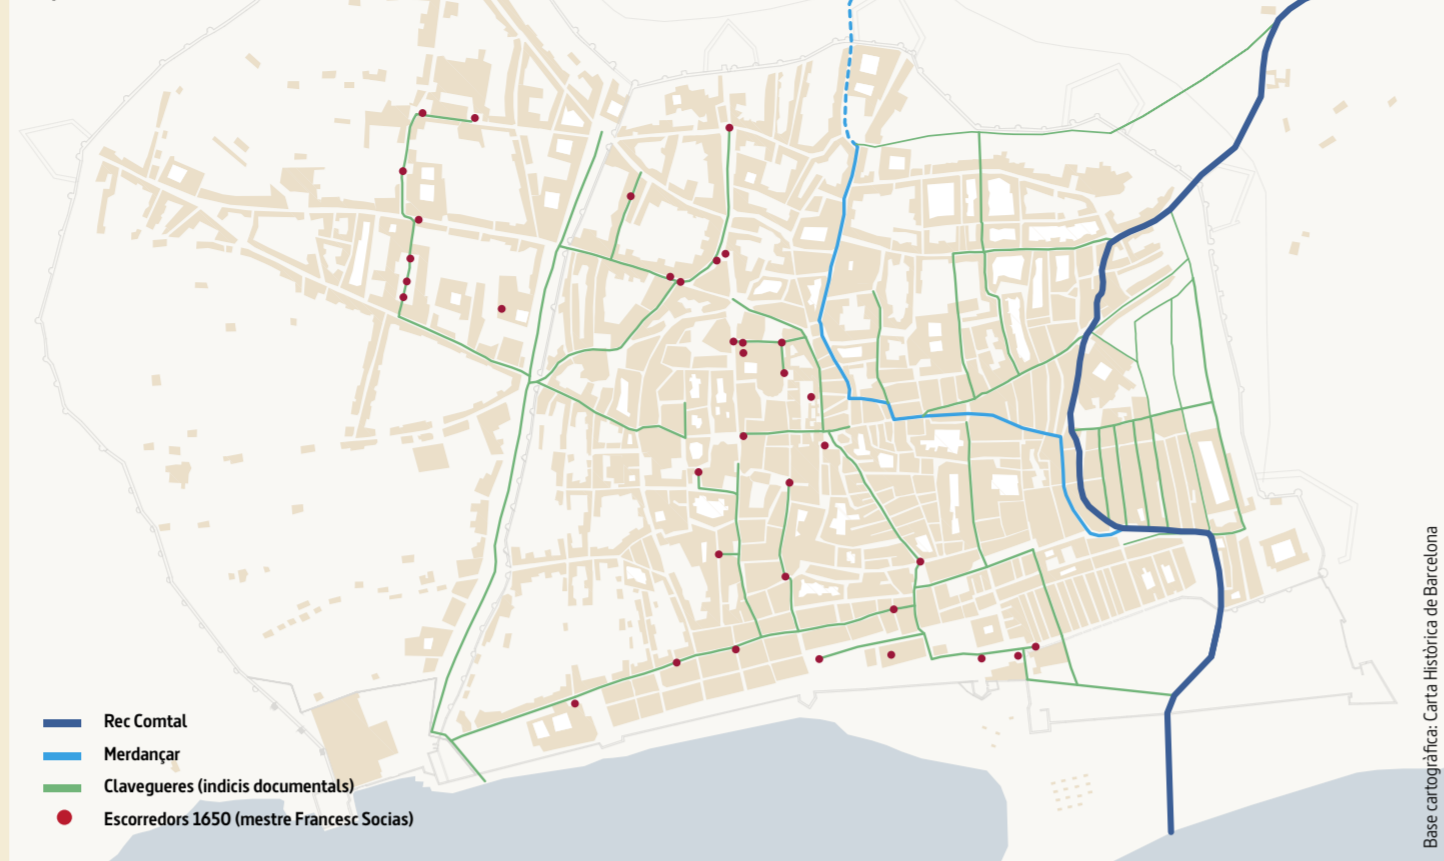 Rec Comtal
Merdançar
Clavegueres (indicis documentals)
Escorredors 1650 (mestre Francesc Socias)
Base cartogràfica: Carta Històrica de Barcelona